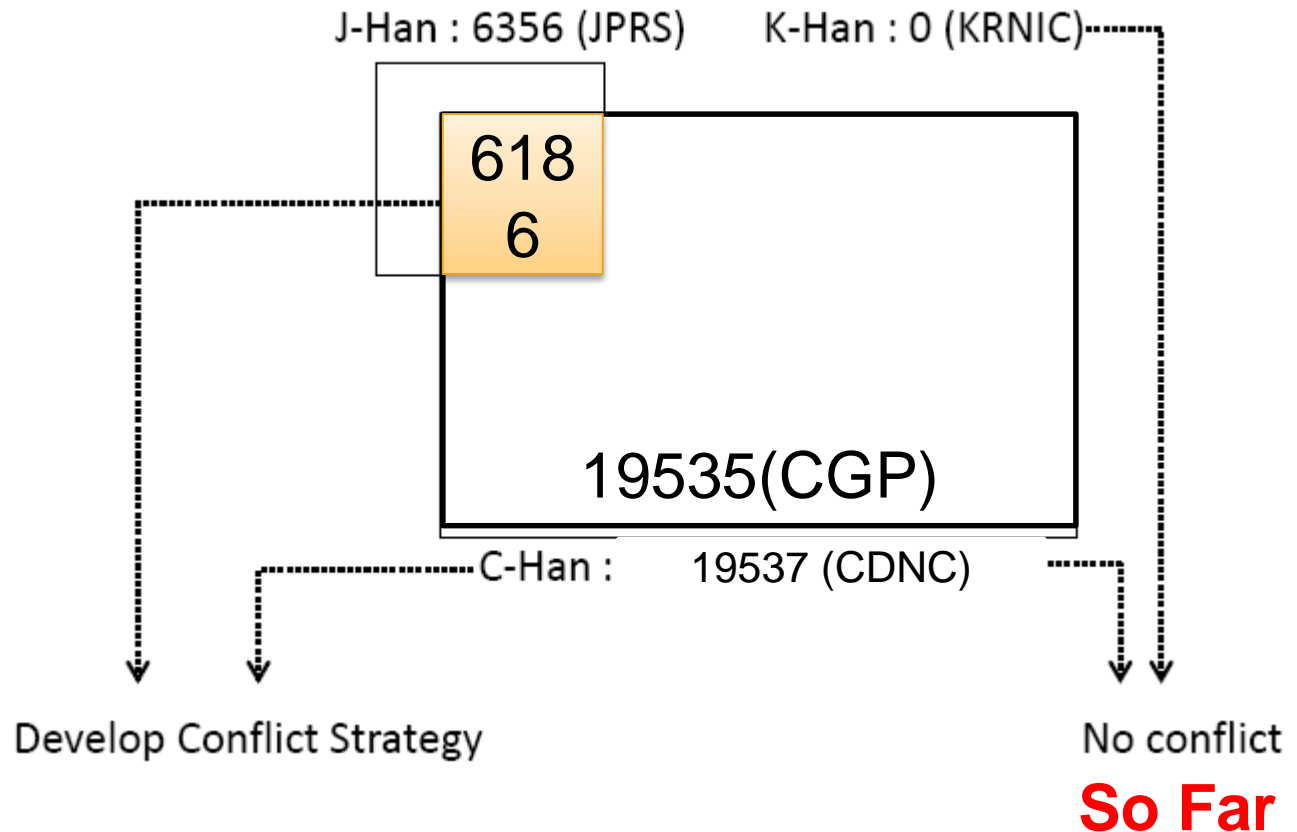 J-Han : 6356 (JPRS) K-Han : 0 (KRNIC)
618
6
19535(CGP)
C-Han : 19537 (CDNC)
Develop Conflict Strategy
No conflict
So Far